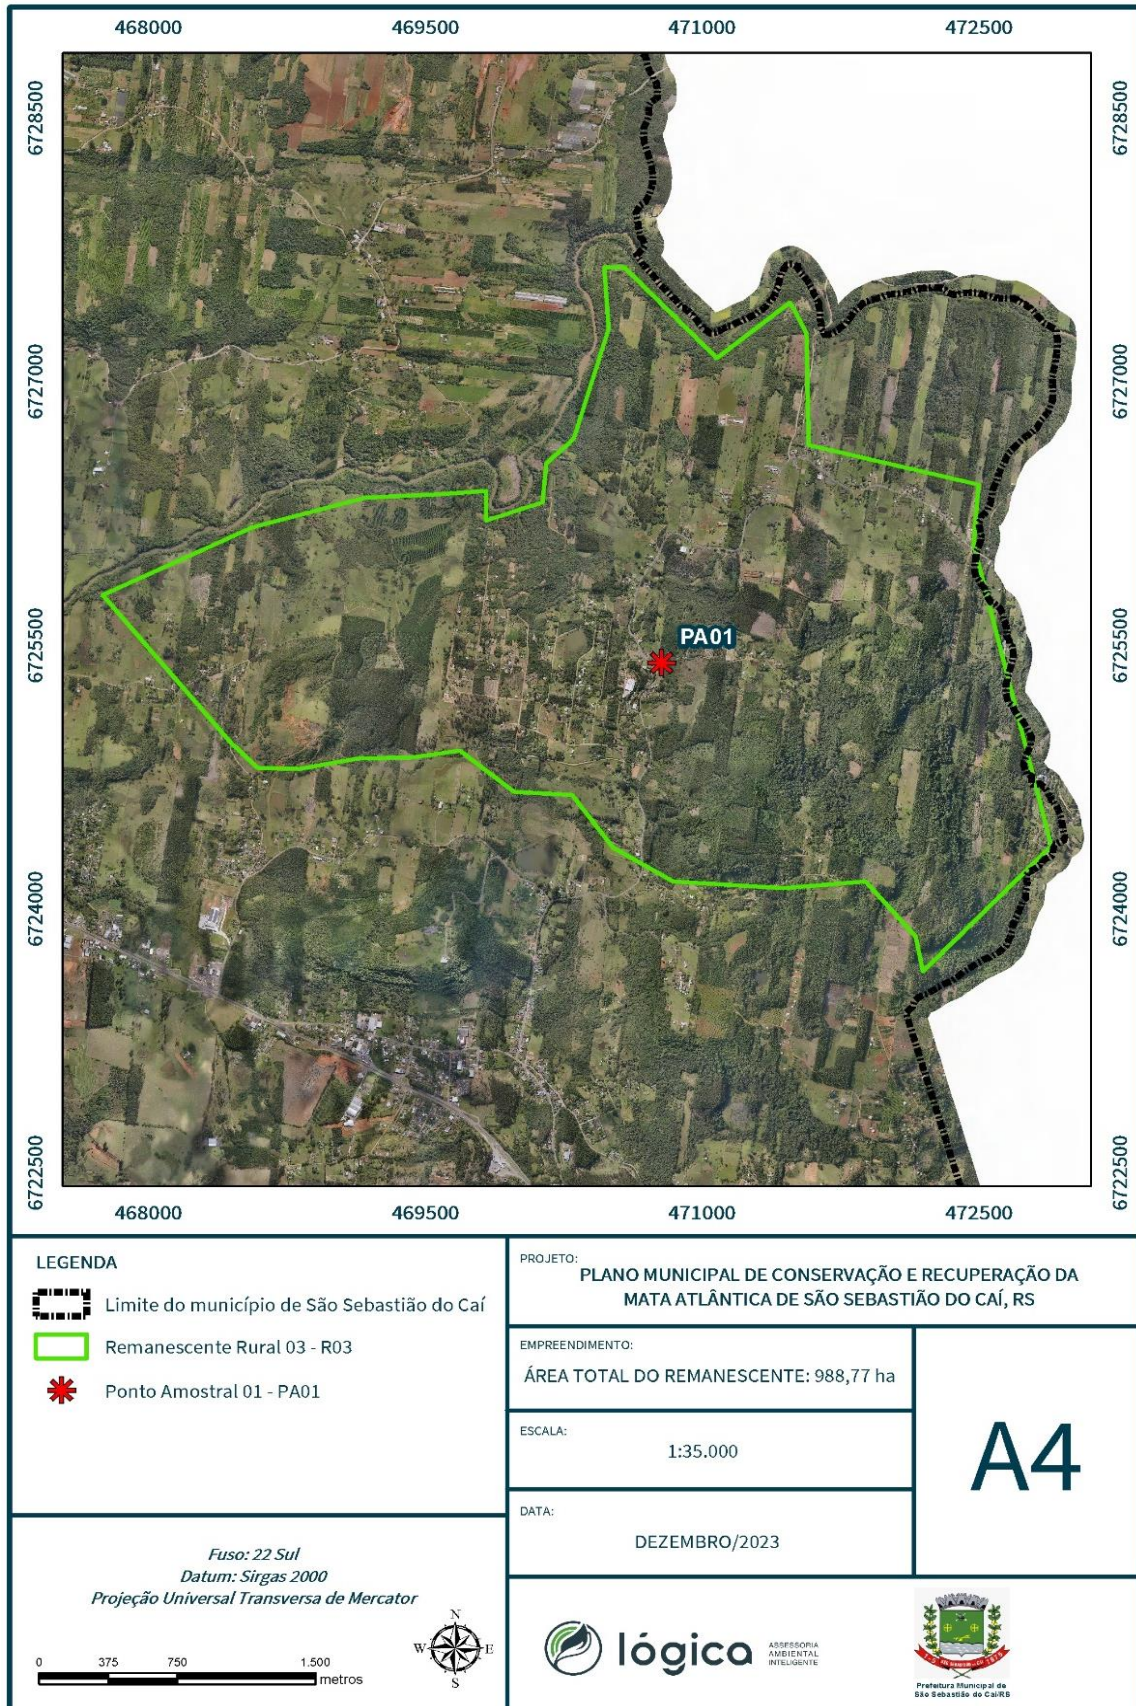 468000 469500 471000 472500
6728500 6728500
6727000 6727000
PA01
6725500 6725500
6724000 6724000
6722500 6722500
468000 469500 471000 472500
LEGENDA
Limite do município de São Sebastião do Caí
Remanescente Rural 03 - R03
Ponto Amostral 01 - PA01
Fuso: 22 Sul
Datum: Sirgas 2000
Projeção Universal Transversa de Mercator
N
W E
S
0 375 750 1.500
metros
PROJETO:
PLANO MUNICIPAL DE CONSERVAÇÃO E RECUPERAÇÃO DA
MATA ATLÂNTICA DE SÃO SEBASTIÃO DO CAÍ, RS
EMPREENDIMENTO:
ÁREA TOTAL DO REMANESCENTE: 988,77 ha
ESCALA:
1:35.000
DATA:
DEZEMBRO/2023
A4
lógica
ASSESSORIA
AMBIENTAL
INTELIGENTE
Prefeitura Municipal de
São Sebastião do Caí/RS